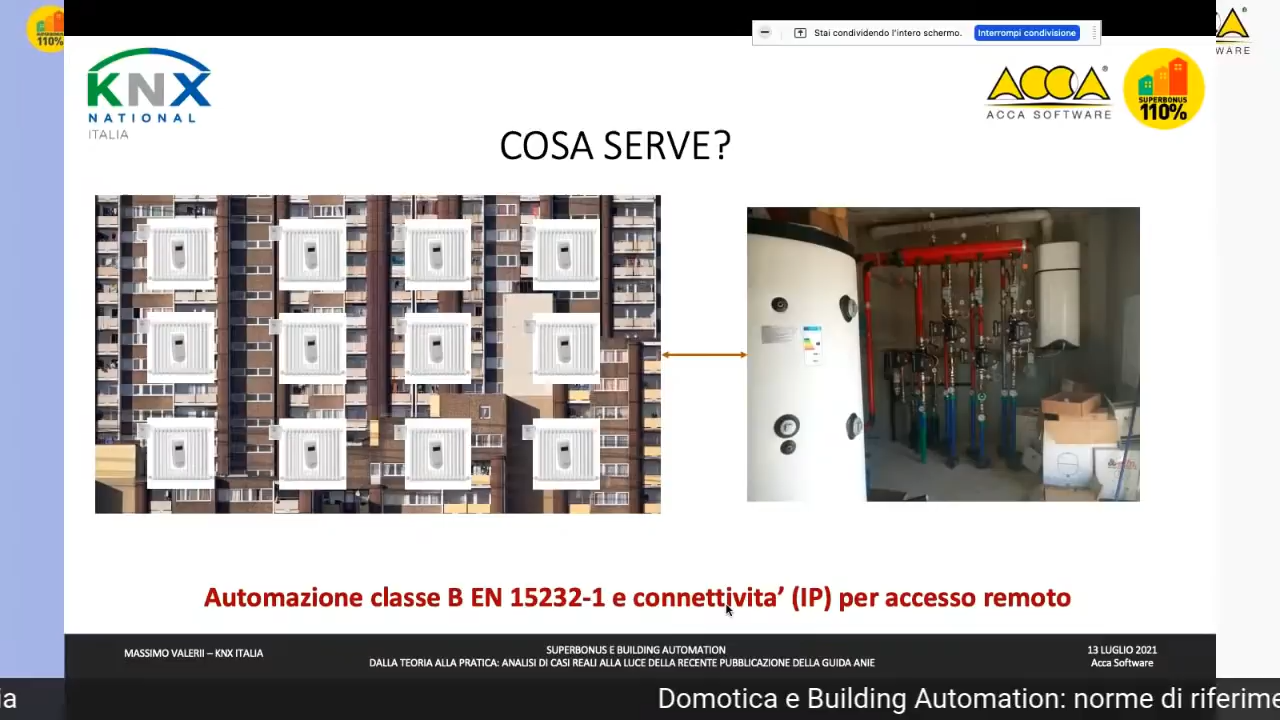 110%
Stai condividendo l'intero schermo.
Interrompi condivisione
KNX
NATIONAL
ITALIA
ACCA
ACCA SOFTWARE
SUPERBONUS
110%
WARE
COSA SERVE?
Automazione classe B EN 15232-1 e connettivita' (IP) per accesso remoto
MASSIMO VALERII – KNX ITALIA
SUPERBONUS E BUILDING AUTOMATION
DALLA TEORIA ALLA PRATICA: ANALISI DI CASI REALI ALLA LUCE DELLA RECENTE PUBBLICAZIONE DELLA GUIDA ANIE
13 LUGLIO 2021
Acca Software
ia
Domotica e Building Automation: norme di riferime